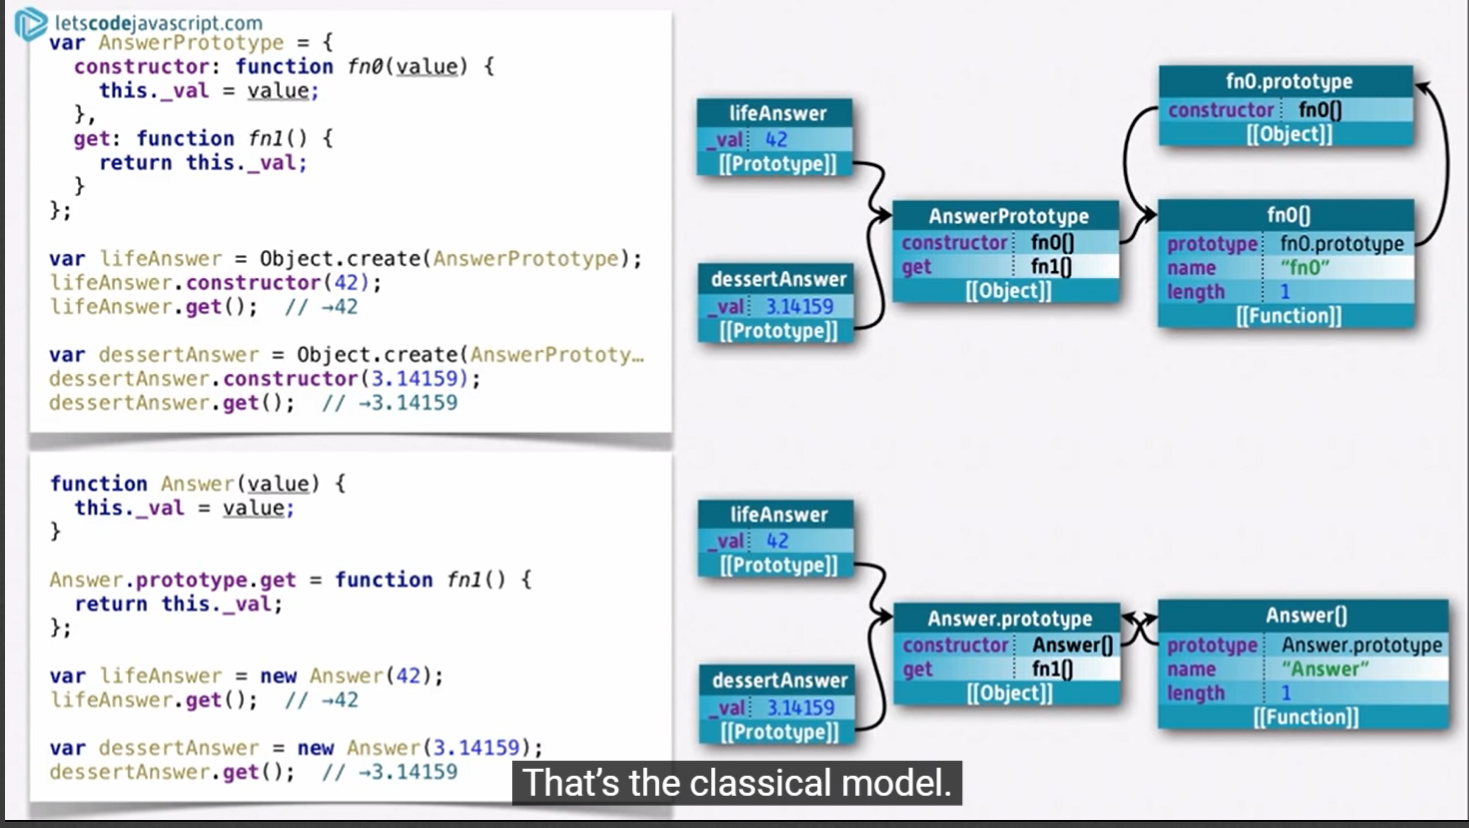 letscodejavascript.com
var AnswerPrototype = {
constructor: function fn0(value) {
this._val = value;
},
get: function fn1() {
return this._val;
}
};
var lifeAnswer = Object.create(AnswerPrototype);
lifeAnswer.constructor(42);
lifeAnswer.get(); // →42
var dessertAnswer = Object.create(AnswerPrototy…
dessertAnswer.constructor(3.14159);
dessertAnswer.get(); // →3.14159
lifeAnswer
_val 42
[[Prototype]]
dessertAnswer
_val 3.14159
[[Prototype]]
AnswerPrototype
constructor fn0()
get fn1()
[[Object]]
fn0.prototype
constructor fn0()
[[Object]]
fn0()
prototype fn0.prototype
name "fn0"
length 1
[[Function]]
function Answer(value) {
this._val = value;
}
Answer.prototype.get = function fn1() {
return this._val;
};
var lifeAnswer = new Answer(42);
lifeAnswer.get(); // →42
var dessertAnswer = new Answer(3.14159);
dessertAnswer.get(); // →3.14159
lifeAnswer
_val 42
[[Prototype]]
dessertAnswer
_val 3.14159
[[Prototype]]
Answer.prototype
constructor Answer()
get fn1()
[[Object]]
Answer()
prototype Answer.prototype
name "Answer"
length 1
[[Function]]
That's the classical model.